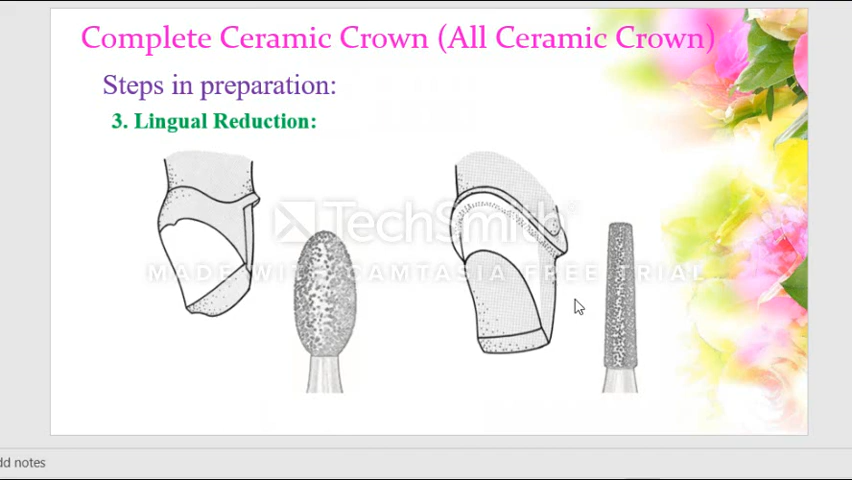 Complete Ceramic Crown (All Ceramic Crown)
Steps in preparation:
3. Lingual Reduction:
TechSmith
MADE WITH CAMTASIA FREE TRIAL
dd notes